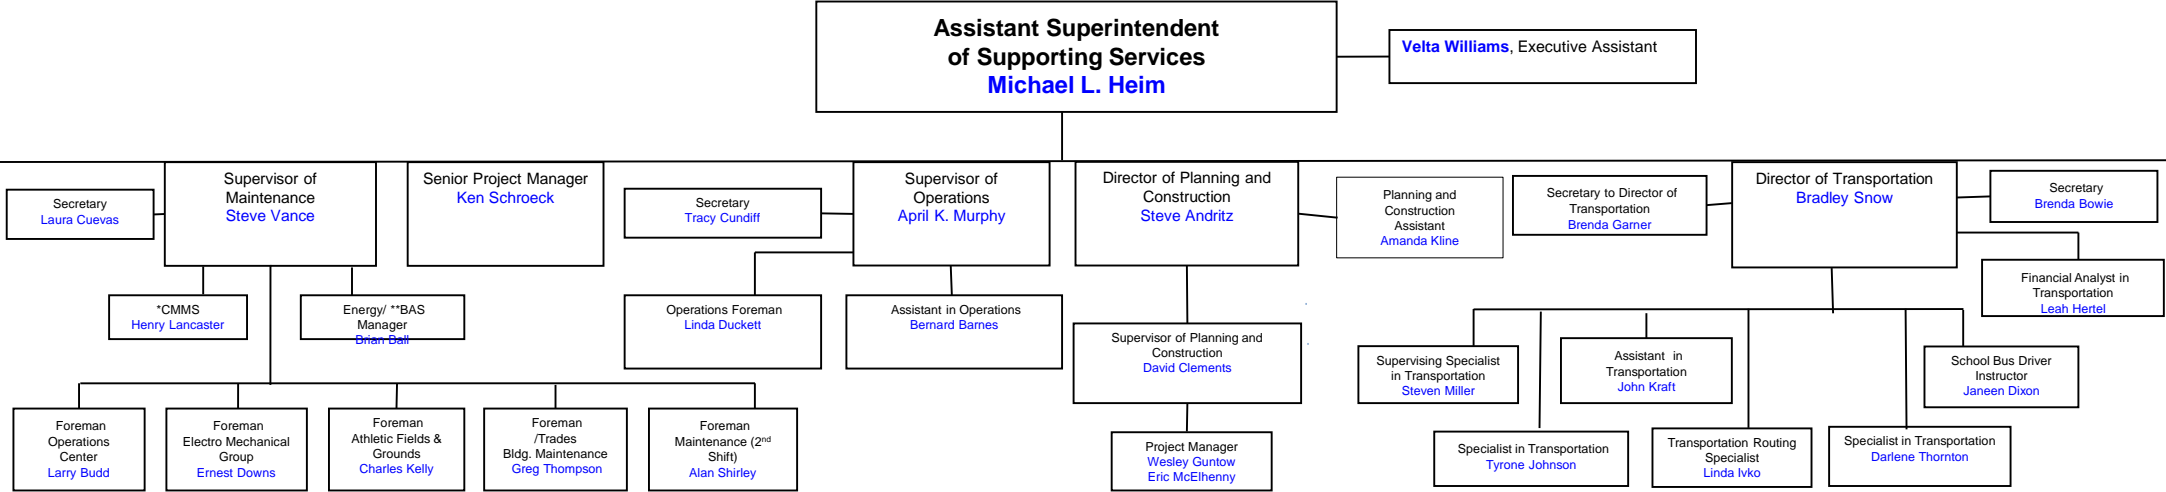 Assistant Superintendent
of Supporting Services
Michael L. Heim
Velta Williams, Executive Assistant
Secretary
Laura Cuevas
Supervisor of
Maintenance
Steve Vance
Senior Project Manager
Ken Schroeck
Secretary
Tracy Cundiff
Supervisor of
Operations
April K. Murphy
Director of Planning and
Construction
Steve Andritz
Planning and
Construction
Assistant
Amanda Kline
Secretary to Director of
Transportation
Brenda Garner
Director of Transportation
Bradley Snow
Secretary
Brenda Bowie
Financial Analyst in
Transportation
Leah Hertel
*CMMS
Henry Lancaster
Energy/ **BAS
Manager
Brian Ball
Operations Foreman
Linda Duckett
Assistant in Operations
Bernard Barnes
Supervisor of Planning and
Construction
David Clements
Supervising Specialist
in Transportation
Steven Miller
Assistant in
Transportation
John Kraft
School Bus Driver
Instructor
Janeen Dixon
Foreman
Operations
Center
Larry Budd
Foreman
Electro Mechanical
Group
Ernest Downs
Foreman
Athletic Fields &
Grounds
Charles Kelly
Foreman
/Trades
Bldg. Maintenance
Greg Thompson
Foreman
Maintenance (2nd
Shift)
Alan Shirley
Project Manager
Wesley Guntow
Eric McElhenny
Specialist in Transportation
Tyrone Johnson
Transportation Routing
Specialist
Linda Ivko
Specialist in Transportation
Darlene Thornton